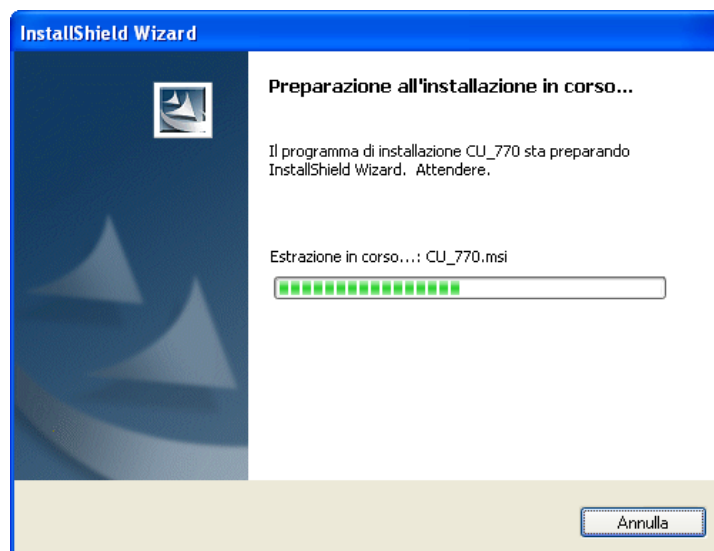 InstallShield Wizard
Preparazione all'installazione in corso...
Il programma di installazione CU_770 sta preparando
InstallShield Wizard.  Attendere.
Estrazione in corso...: CU_770.msi
Annulla